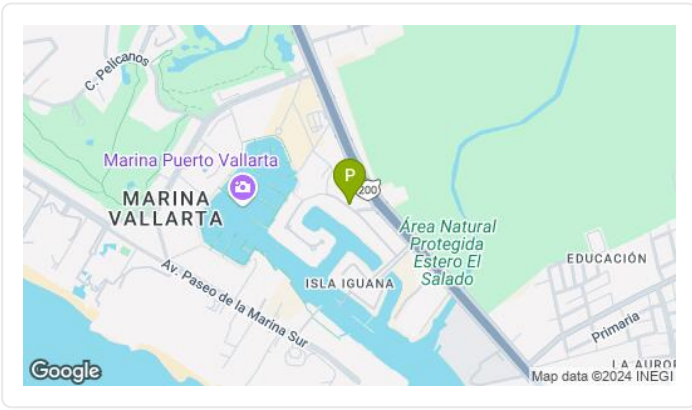 C. Pelícanos
Marina Puerto Vallarta
P
200
MARINA
VALLARTA
Área Natural
Protegida
Estero El
Salado
EDUCACIÓN
ISLA IGUANA
Av. Paseo de la Marina Sur
Primaria
LA AUROR
Google
Map data ©2024 INEGI